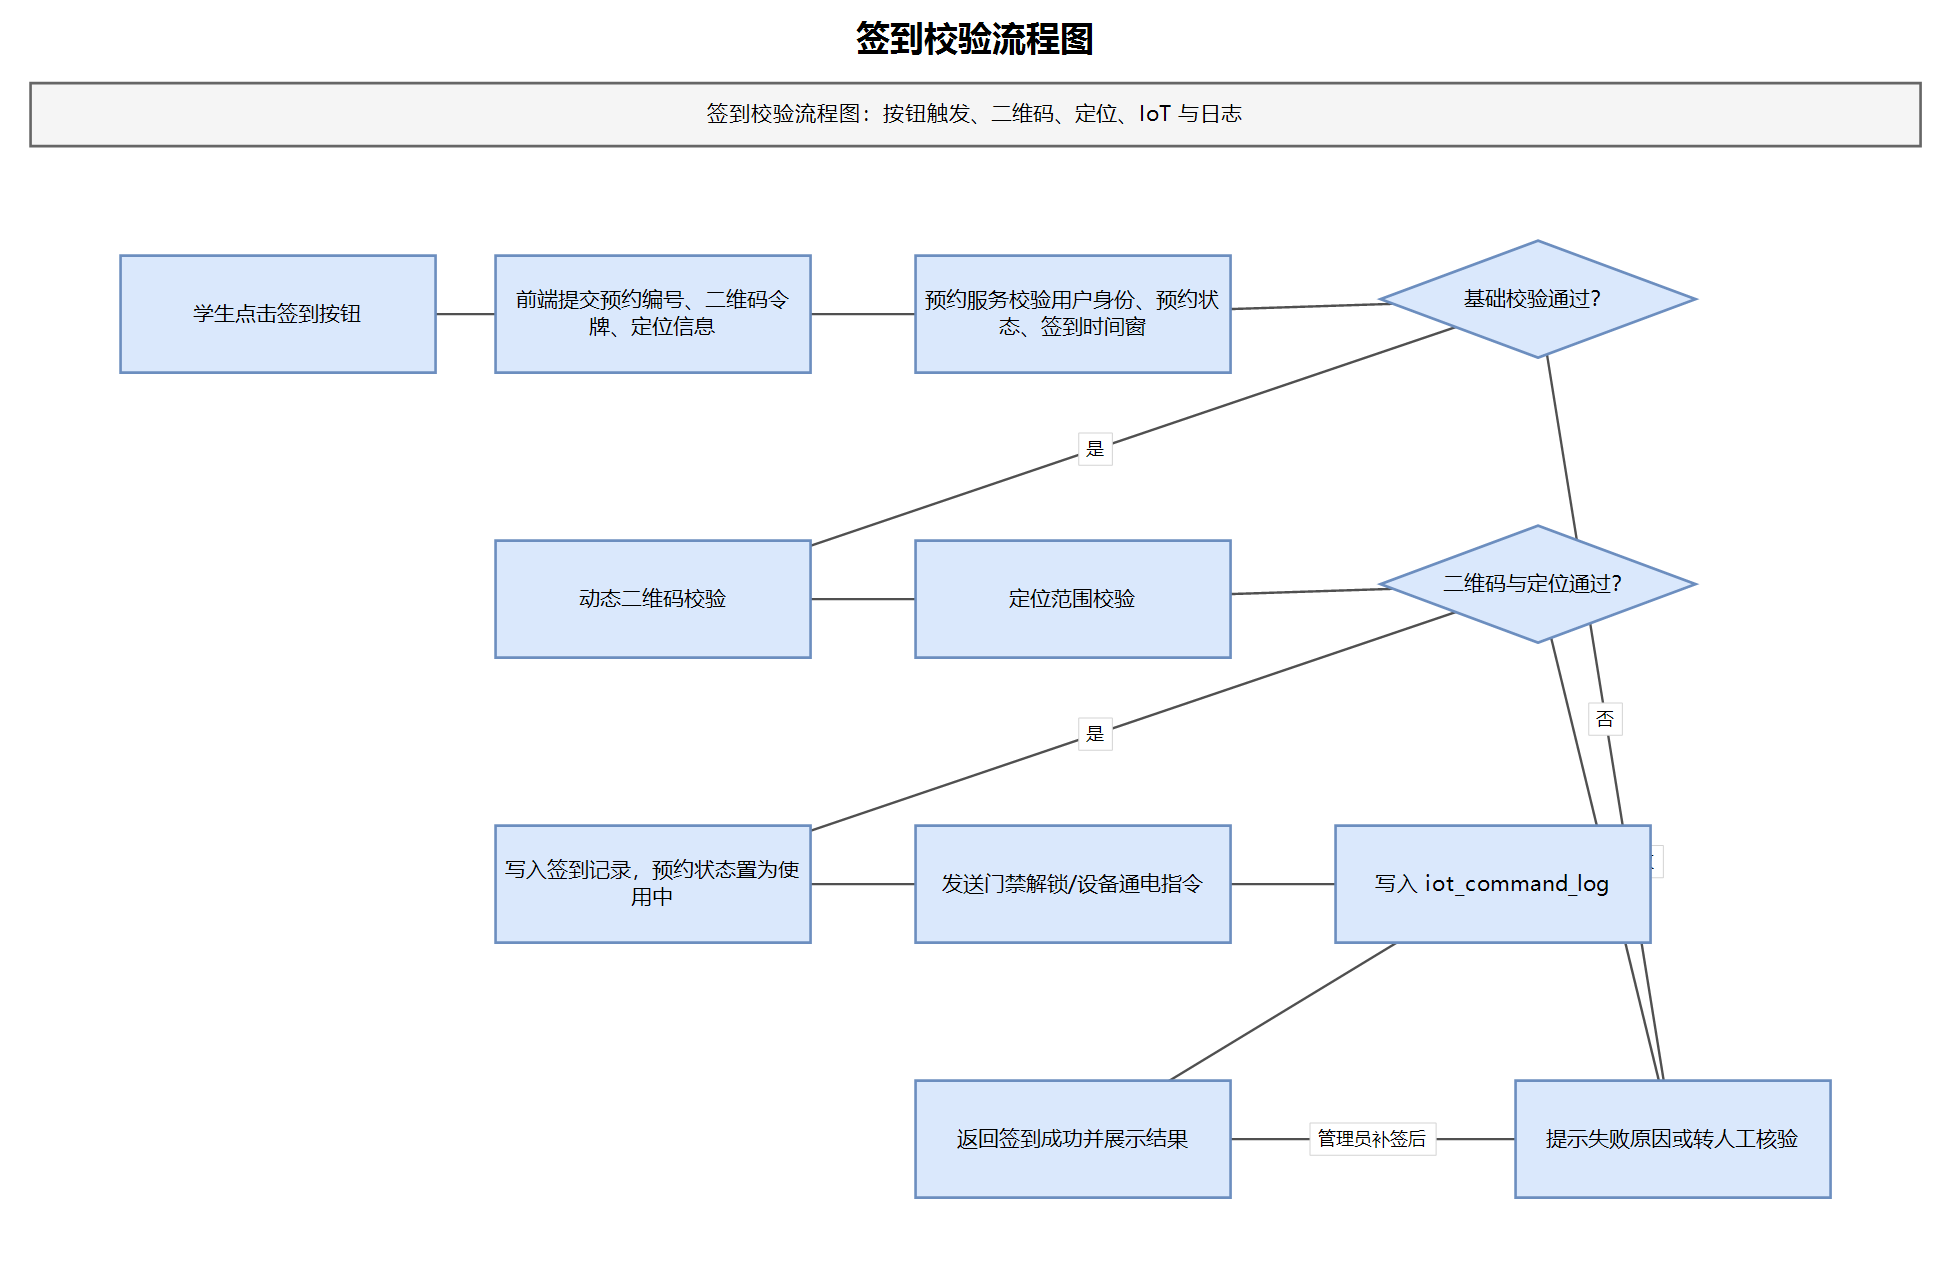 签到校验流程图
签到校验流程图：按钮触发、二维码、定位、IoT 与日志
学生点击签到按钮
前端提交预约编号、二维码令
牌、定位信息
预约服务校验用户身份、预约状
态、签到时间窗
基础校验通过?
是
动态二维码校验
定位范围校验
二维码与定位通过?
否
是
写入签到记录，预约状态置为使
用中
发送门禁解锁/设备通电指令
写入 iot_command_log
返回签到成功并展示结果
管理员补签后
提示失败原因或转人工核验